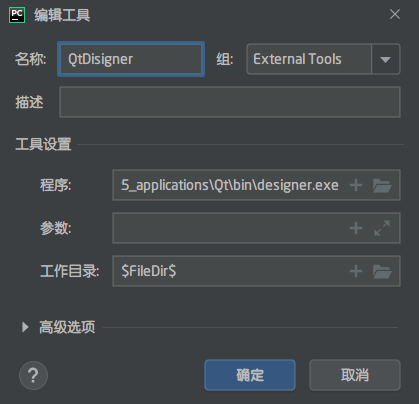 PC 编辑工具
名称: QtDisigner 组: External Tools
描述
工具设置
程序: 5_applications\Qt\bin\designer.exe
参数:
工作目录: $FileDir$
高级选项
? 确定 取消